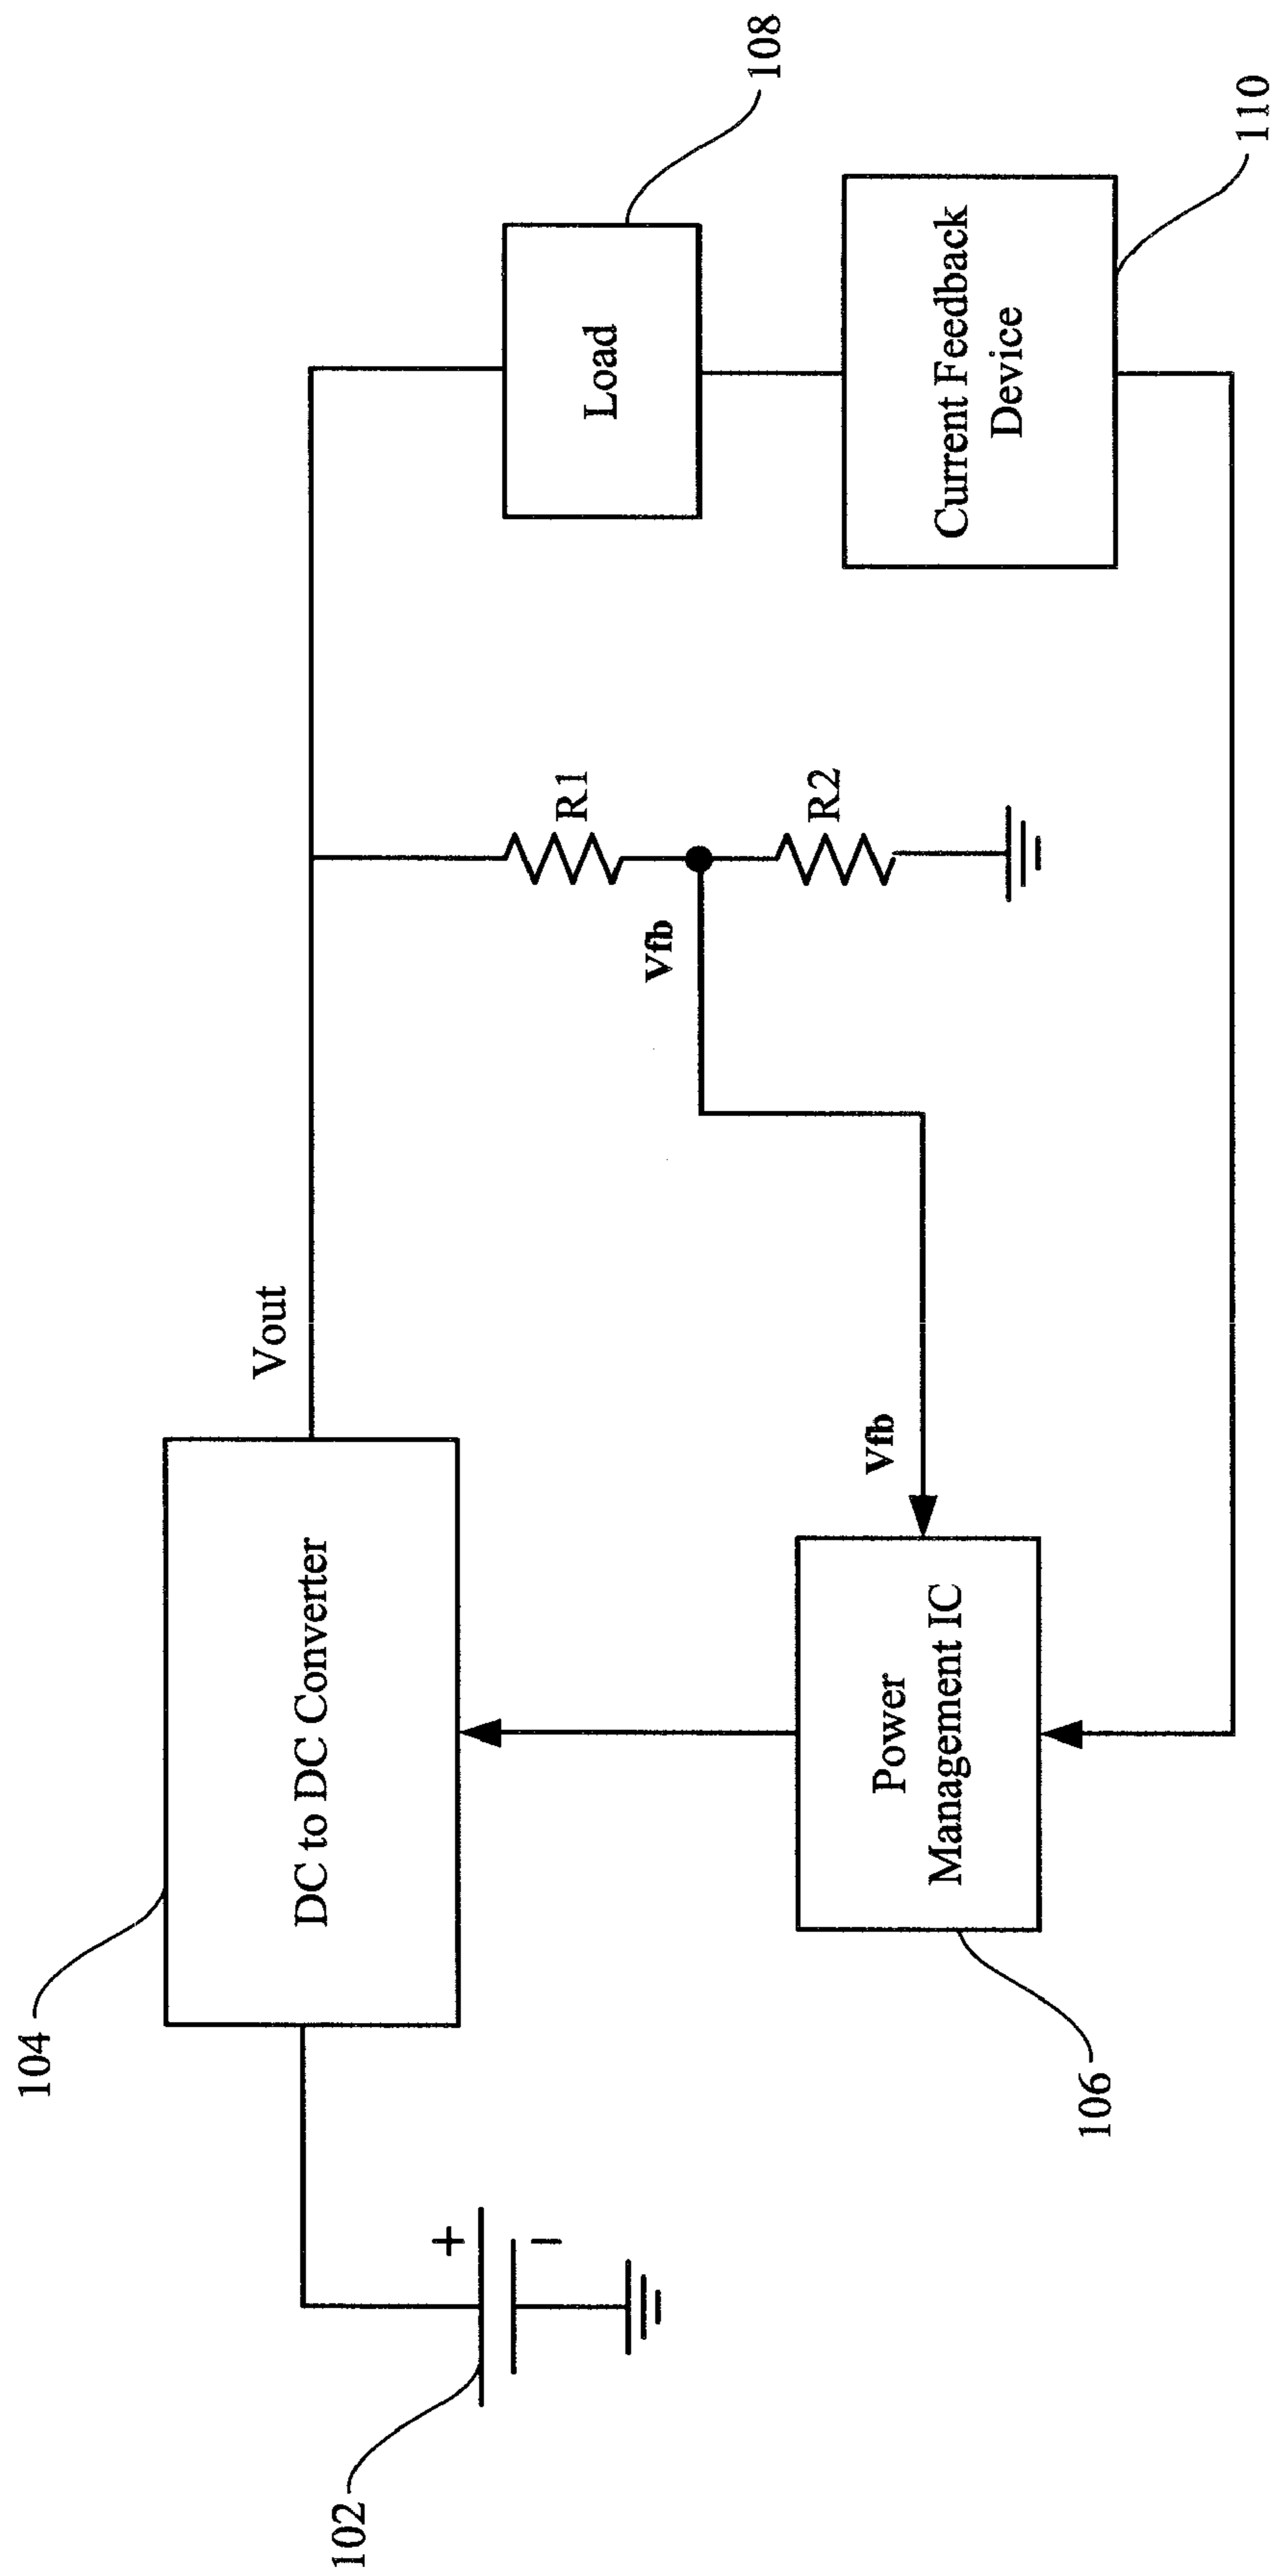 104
DC to DC Converter
Vout
102
+
−
106
Power
Management IC
Vfb
Vfb
R1
R2
Load
108
Current Feedback
Device
110